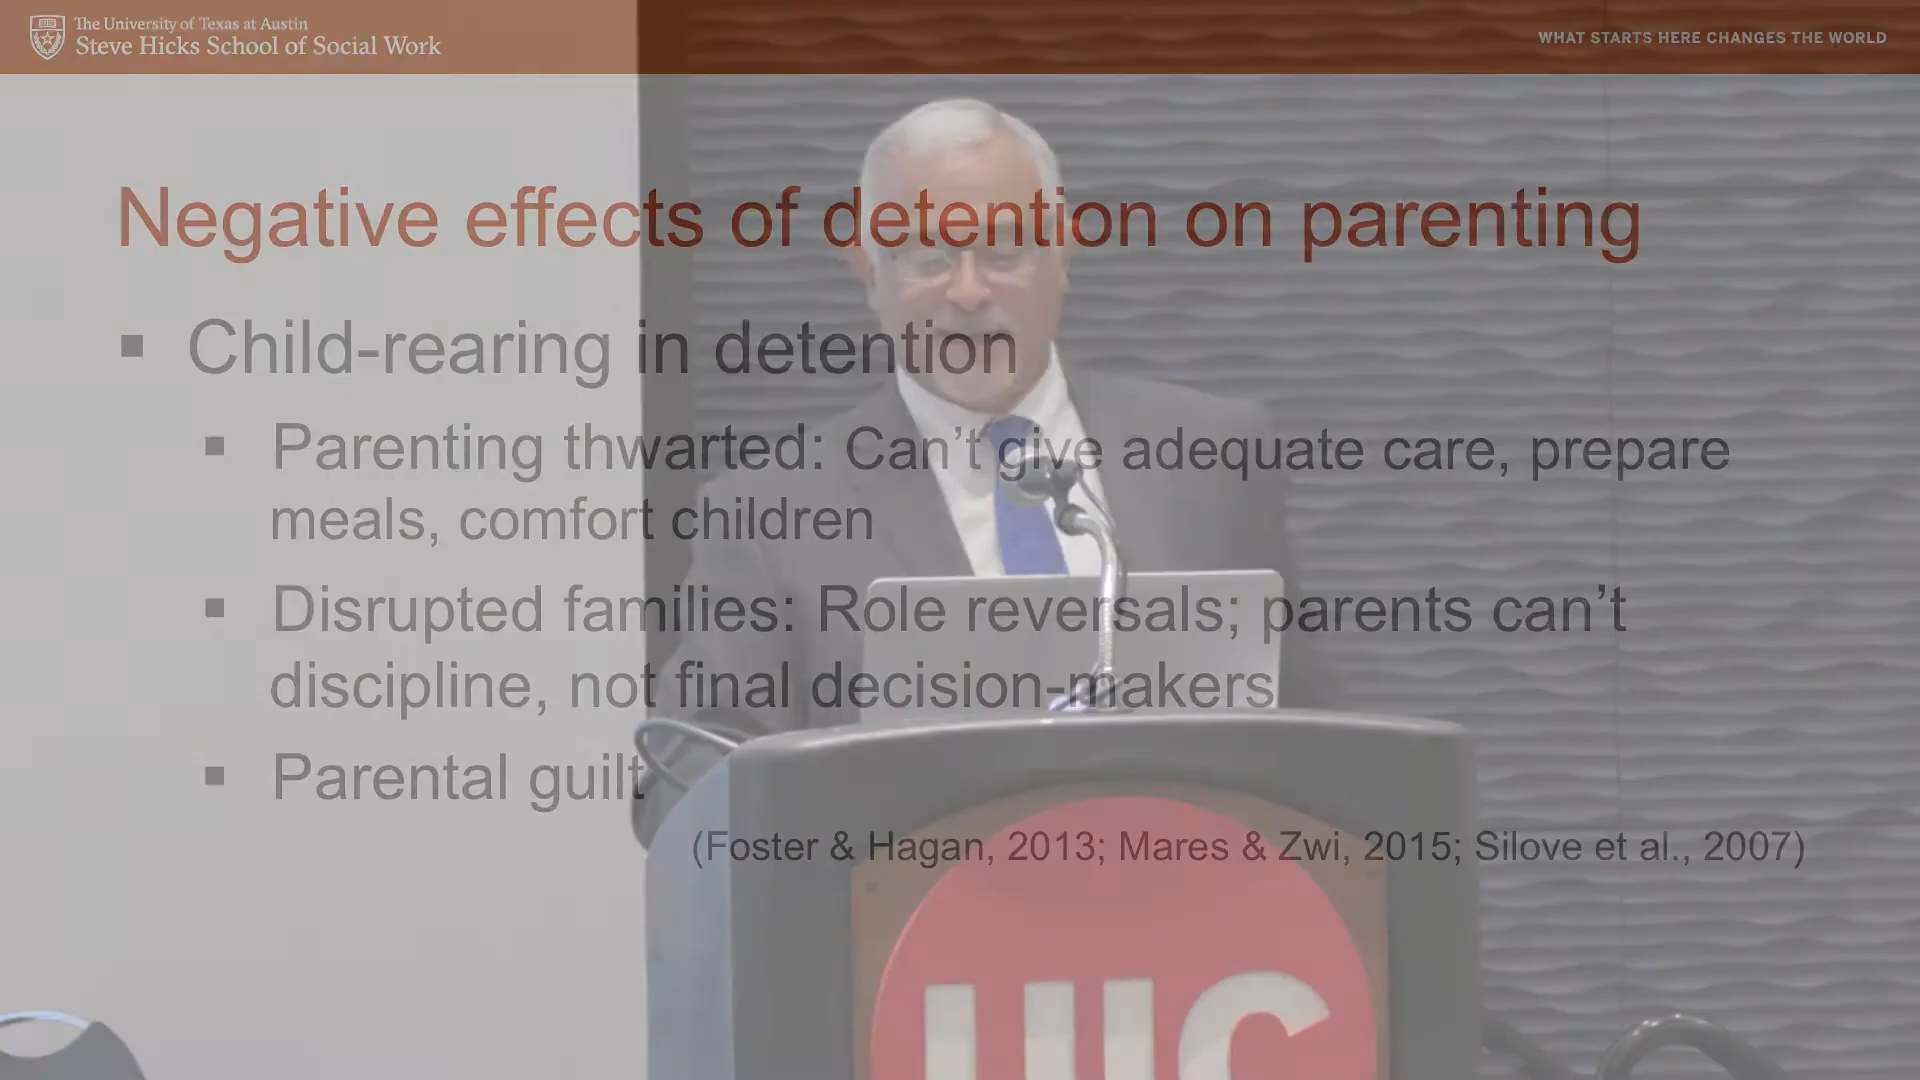 The University of Texas at Austin
Steve Hicks School of Social Work
WHAT STARTS HERE CHANGES THE WORLD
Negative effects of detention on parenting
▪ Child-rearing in detention
▪ Parenting thwarted: Can’t give adequate care, prepare
meals, comfort children
▪ Disrupted families: Role reversals; parents can’t
discipline, not final decision-makers
▪ Parental guilt
(Foster & Hagan, 2013; Mares & Zwi, 2015; Silove et al., 2007)
UIC